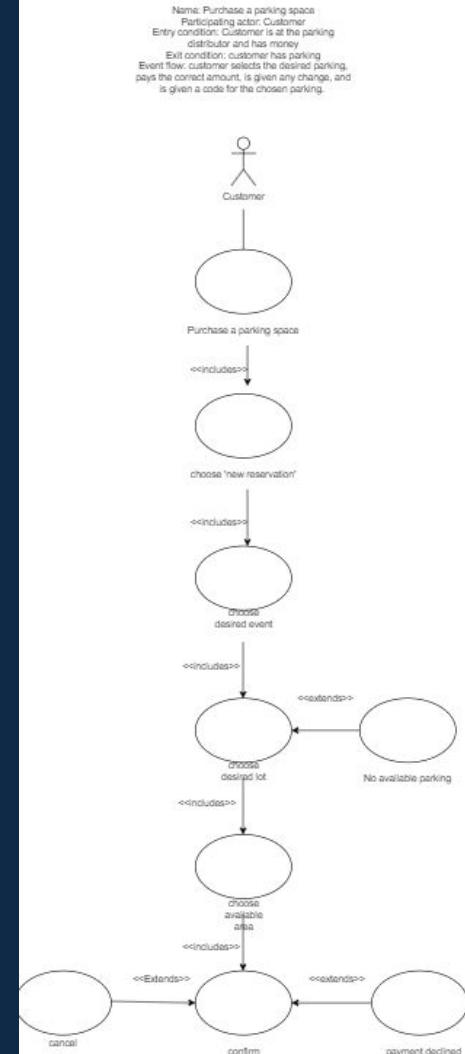 Name: Purchase a parking space
Participating actor: Customer
Entry condition: Customer is at the parking
distributor and has money
Exit condition: customer has parking
Event flow: customer selects the desired parking,
pays the correct amount, is given any change, and
is given a code for the chosen parking.
Customer
Purchase a parking space
<<includes>>
choose 'new reservation'
<<includes>>
choose
desired event
<<includes>>
<<extends>>
choose
desired lot
No available parking
<<includes>>
choose
available
area
<<includes>>
<<Extends>>
<<extends>>
cancel
confirm
payment declined